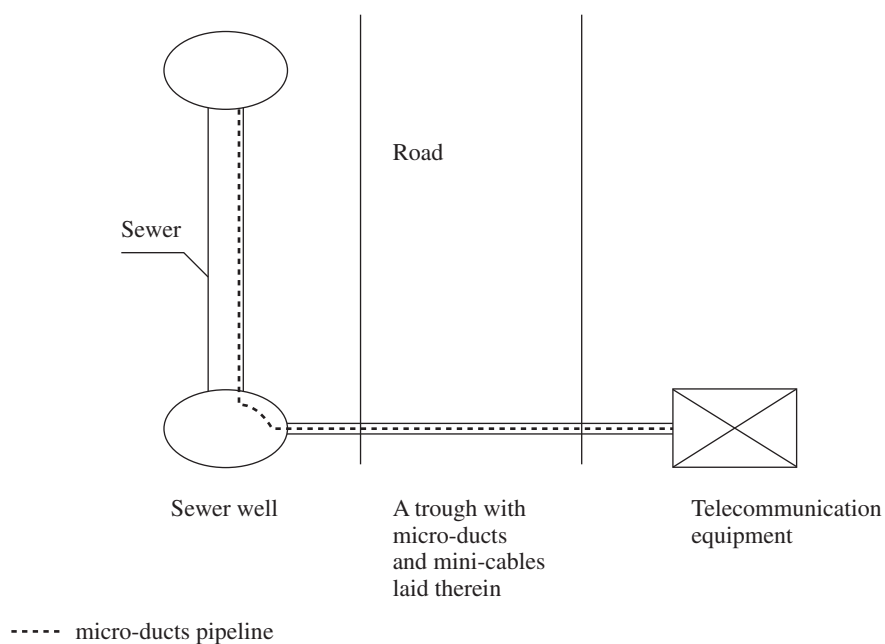 Road
Sewer
Sewer well
A trough with
micro-ducts
and mini-cables
laid therein
Telecommunication
equipment
micro-ducts pipeline